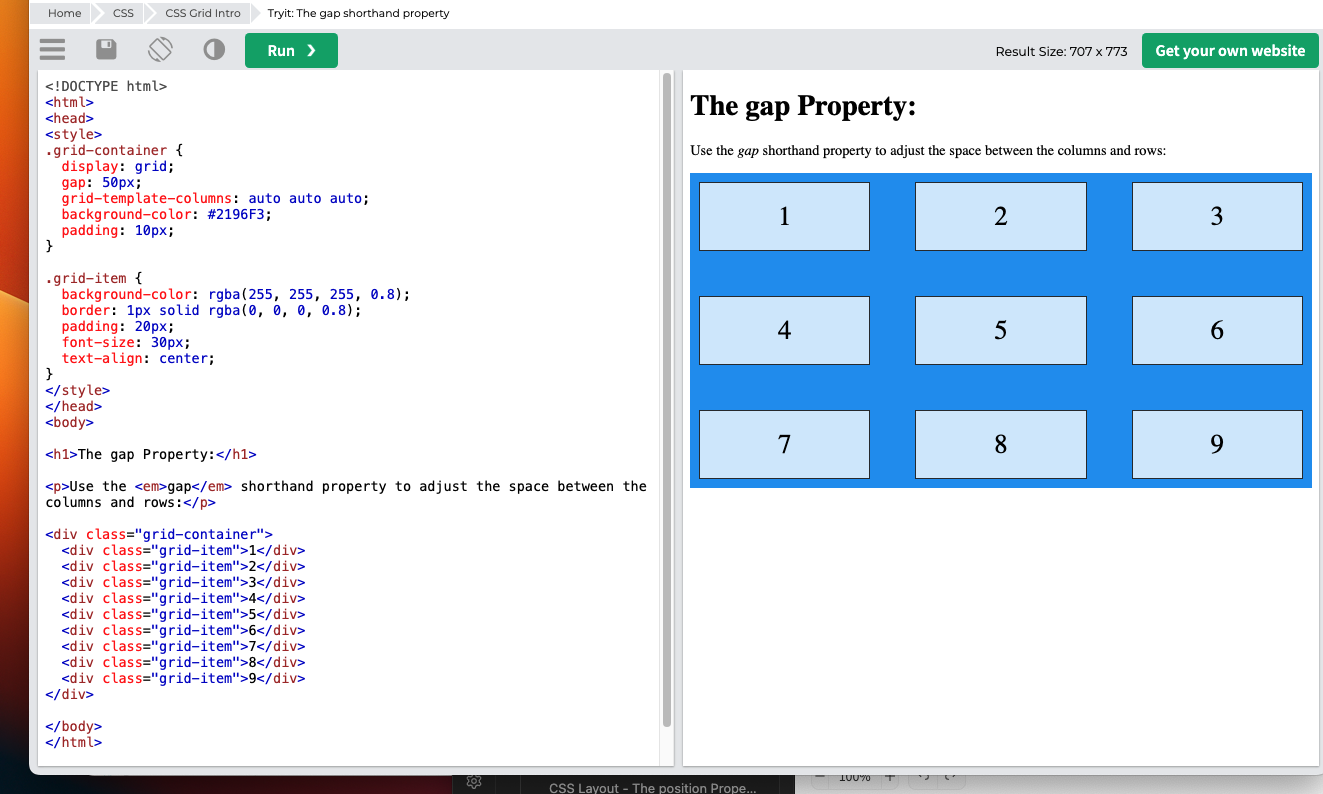 Home CSS CSS Grid Intro Tryit: The gap shorthand property
Run ❯ Result Size: 707 x 773 Get your own website
<!DOCTYPE html>
<html>
<head>
<style>
.grid-container {
  display: grid;
  gap: 50px;
  grid-template-columns: auto auto auto;
  background-color: #2196F3;
  padding: 10px;
}

.grid-item {
  background-color: rgba(255, 255, 255, 0.8);
  border: 1px solid rgba(0, 0, 0, 0.8);
  padding: 20px;
  font-size: 30px;
  text-align: center;
}
</style>
</head>
<body>

<h1>The gap Property:</h1>

<p>Use the <em>gap</em> shorthand property to adjust the space between the
columns and rows:</p>

<div class="grid-container">
  <div class="grid-item">1</div>
  <div class="grid-item">2</div>
  <div class="grid-item">3</div>
  <div class="grid-item">4</div>
  <div class="grid-item">5</div>
  <div class="grid-item">6</div>
  <div class="grid-item">7</div>
  <div class="grid-item">8</div>
  <div class="grid-item">9</div>
</div>

</body>
</html>
The gap Property:
Use the gap shorthand property to adjust the space between the columns and rows:
1 2 3
4 5 6
7 8 9
CSS Layout - The position Prope...
100%